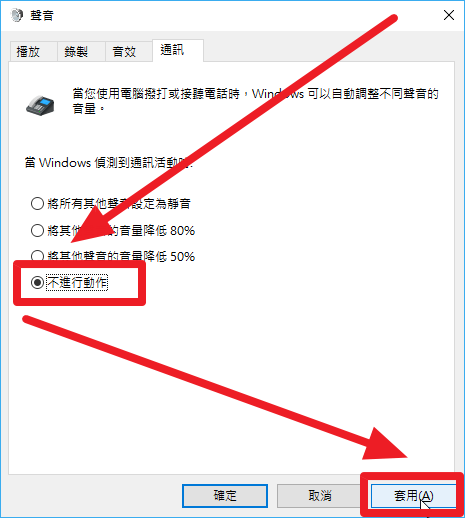 聲音
播放 錄製 音效 通訊
當您使用電腦撥打或接聽電話時，Windows 可以自動調整不同聲音的
音量。
當 Windows 偵測到通訊活動時:
將所有其他聲音設定為靜音
將其他聲音的音量降低 80%
將其他聲音的音量降低 50%
不進行動作
確定 取消 套用(A)